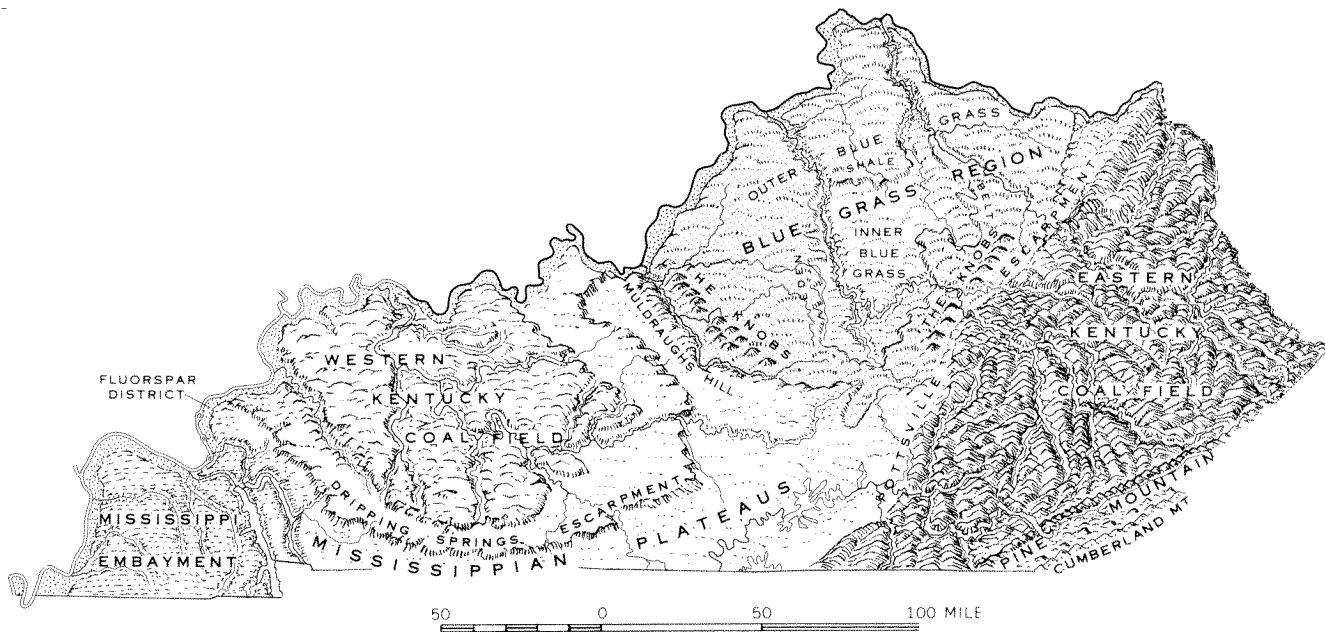 GRASS
BLUE
SHALE
OUTER
BLUE GRASS REGION
BELT
INNER
BLUE
GRASS
EDEN
THE KNOBS
ESCARPMENT
HE KNOBS
THE KNOBS
MULDRAUGHS HILL
EASTERN
KENTUCKY
COAL FIELD
WESTERN
KENTUCKY
COAL FIELD
FLUORSPAR
DISTRICT
POTTSVILLE
DRIPPING
SPRINGS
ESCARPMENT
MISSISSIPPIAN
PLATEAUS
MISSISSIPPI
EMBAYMENT
PINE MOUNTAIN
CUMBERLAND MT
50 0 50 100 MILE